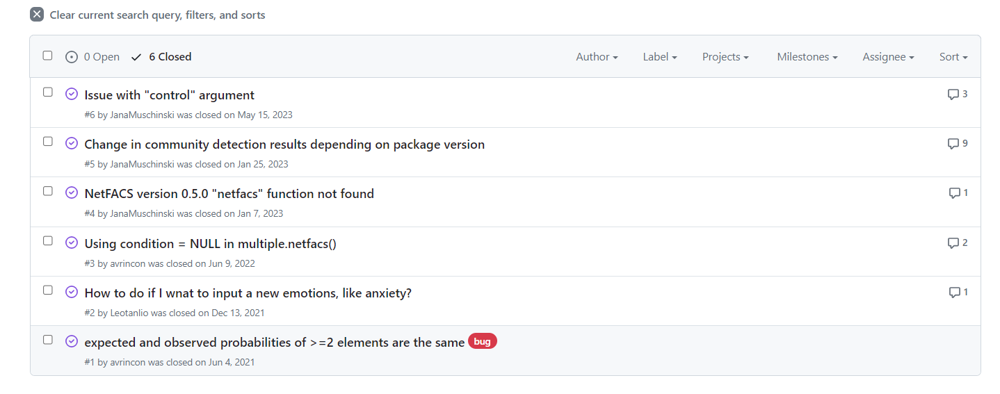 Clear current search query, filters, and sorts
0 Open 6 Closed Author Label Projects Milestones Assignee Sort
Issue with "control" argument 3
#6 by JanaMuschinski was closed on May 15, 2023
Change in community detection results depending on package version 9
#5 by JanaMuschinski was closed on Jan 25, 2023
NetFACS version 0.5.0 "netfacs" function not found 1
#4 by JanaMuschinski was closed on Jan 7, 2023
Using condition = NULL in multiple.netfacs() 2
#3 by avrincon was closed on Jun 9, 2022
How to do if I wnat to input a new emotions, like anxiety? 1
#2 by Leotanlio was closed on Dec 13, 2021
expected and observed probabilities of >=2 elements are the same bug
#1 by avrincon was closed on Jun 4, 2021